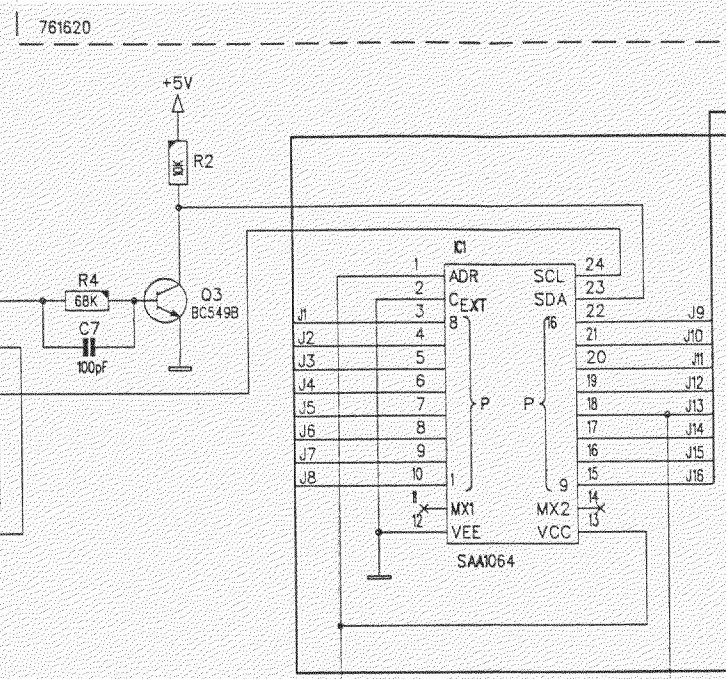 761620
+5V
10K R2
IC1
1 ADR SCL 24
2 CEXT SDA 23
R4
68K
Q3
BC549B
C7
100pF
J1 3 8 16 22 J9
J2 4 21 J10
J3 5 20 J11
J4 6 19 J12
J5 7 P P 18 J13
J6 8 17 J14
J7 9 16 J15
J8 10 1 9 15 J16
11 MX1 MX2 14
12 VEE VCC 13
SAA1064